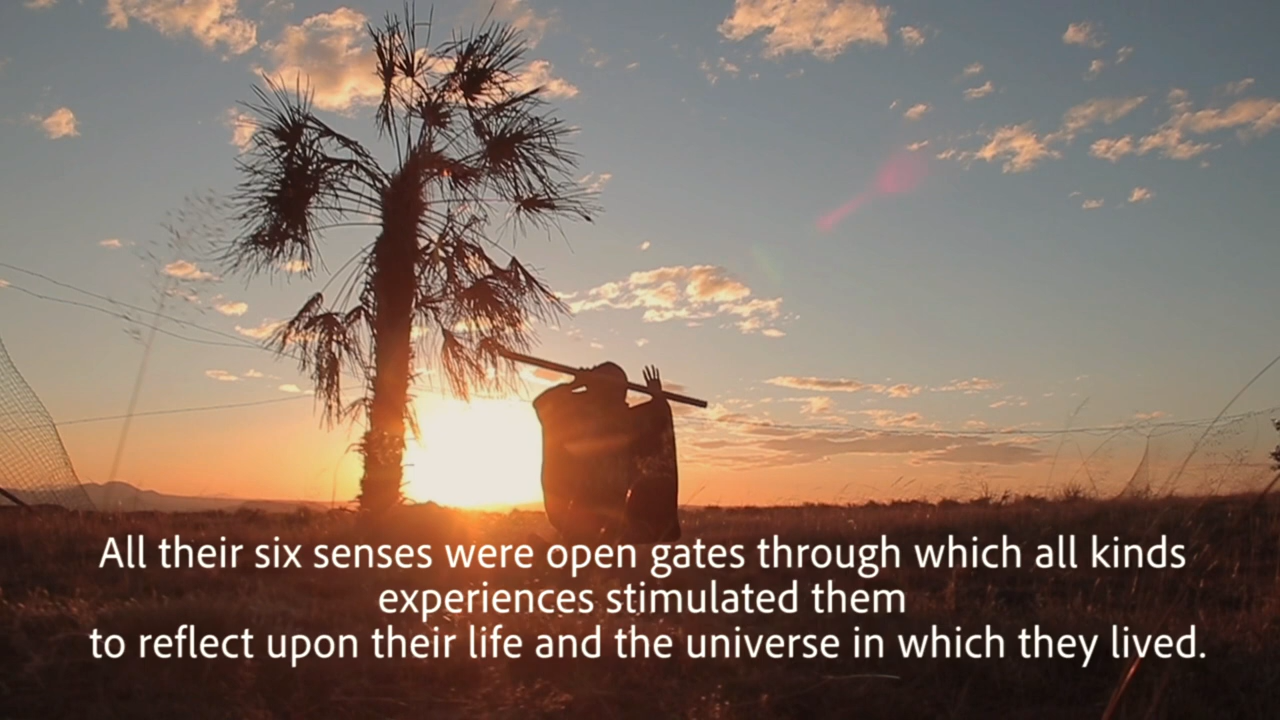 All their six senses were open gates through which all kinds
experiences stimulated them
to reflect upon their life and the universe in which they lived.